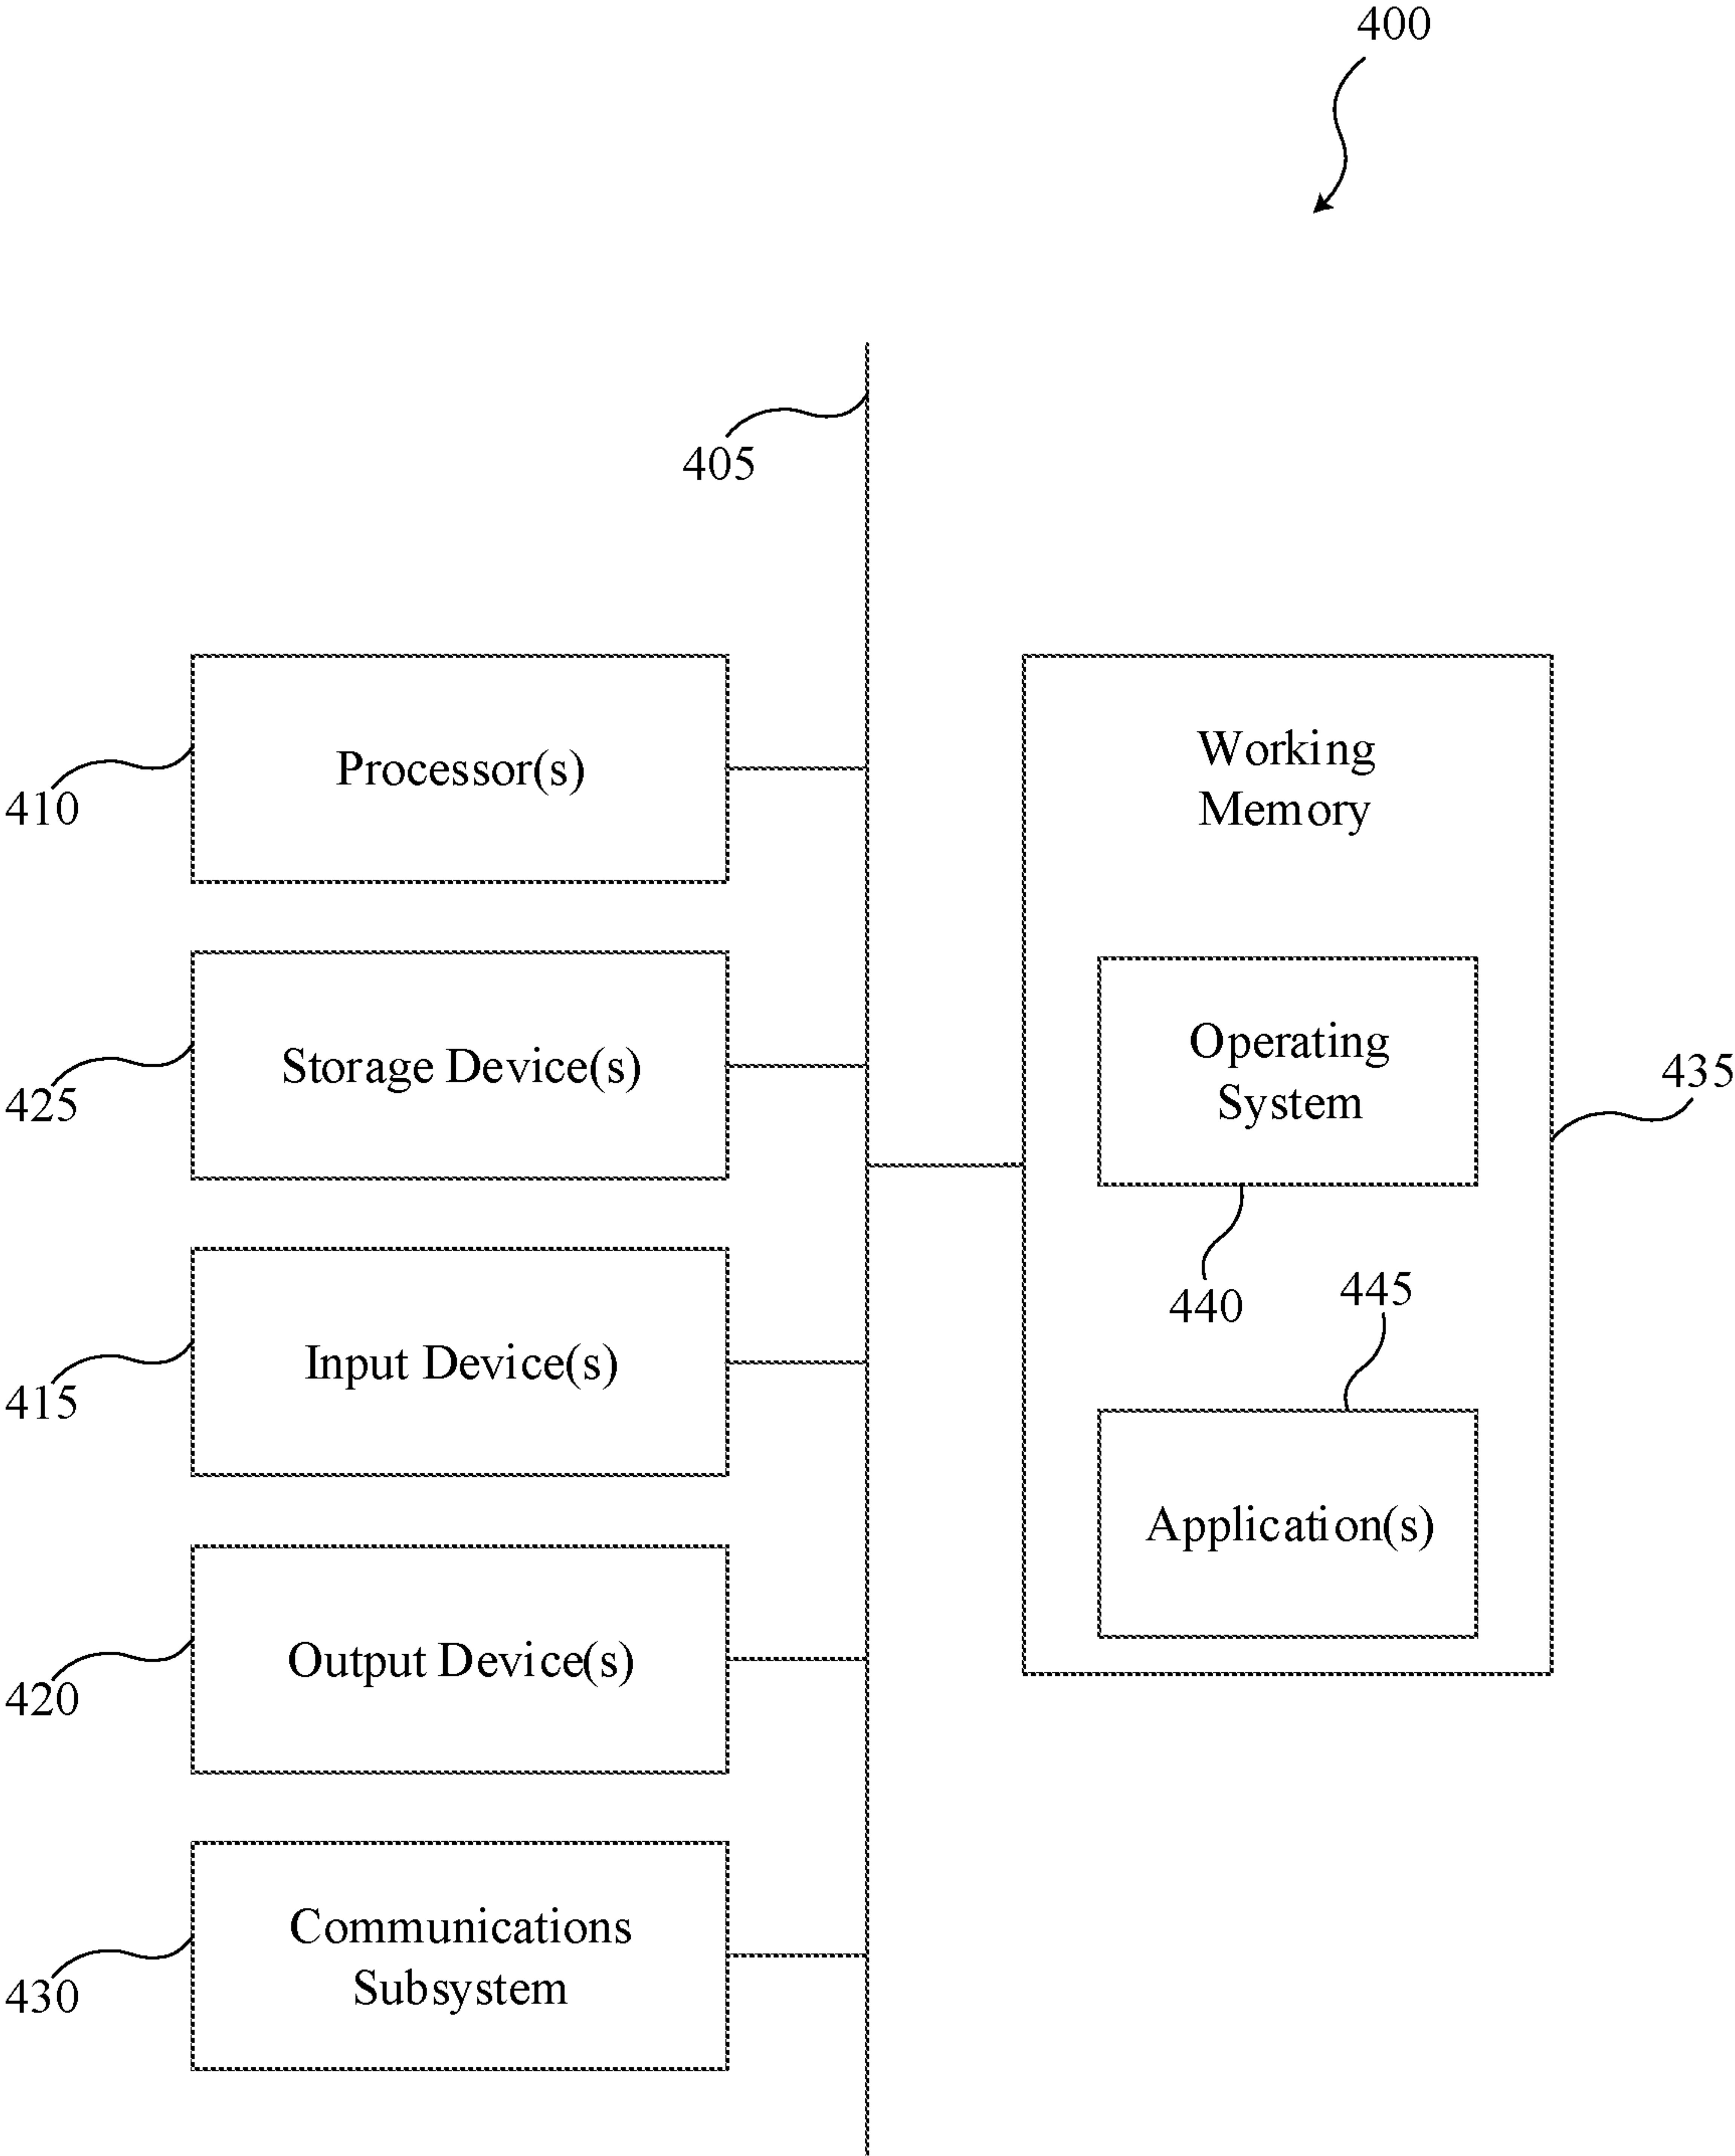 400
405
Processor(s)
410
Storage Device(s)
425
Input Device(s)
415
Output Device(s)
420
Communications
Subsystem
430
Working
Memory
Operating
System
435
440
445
Application(s)